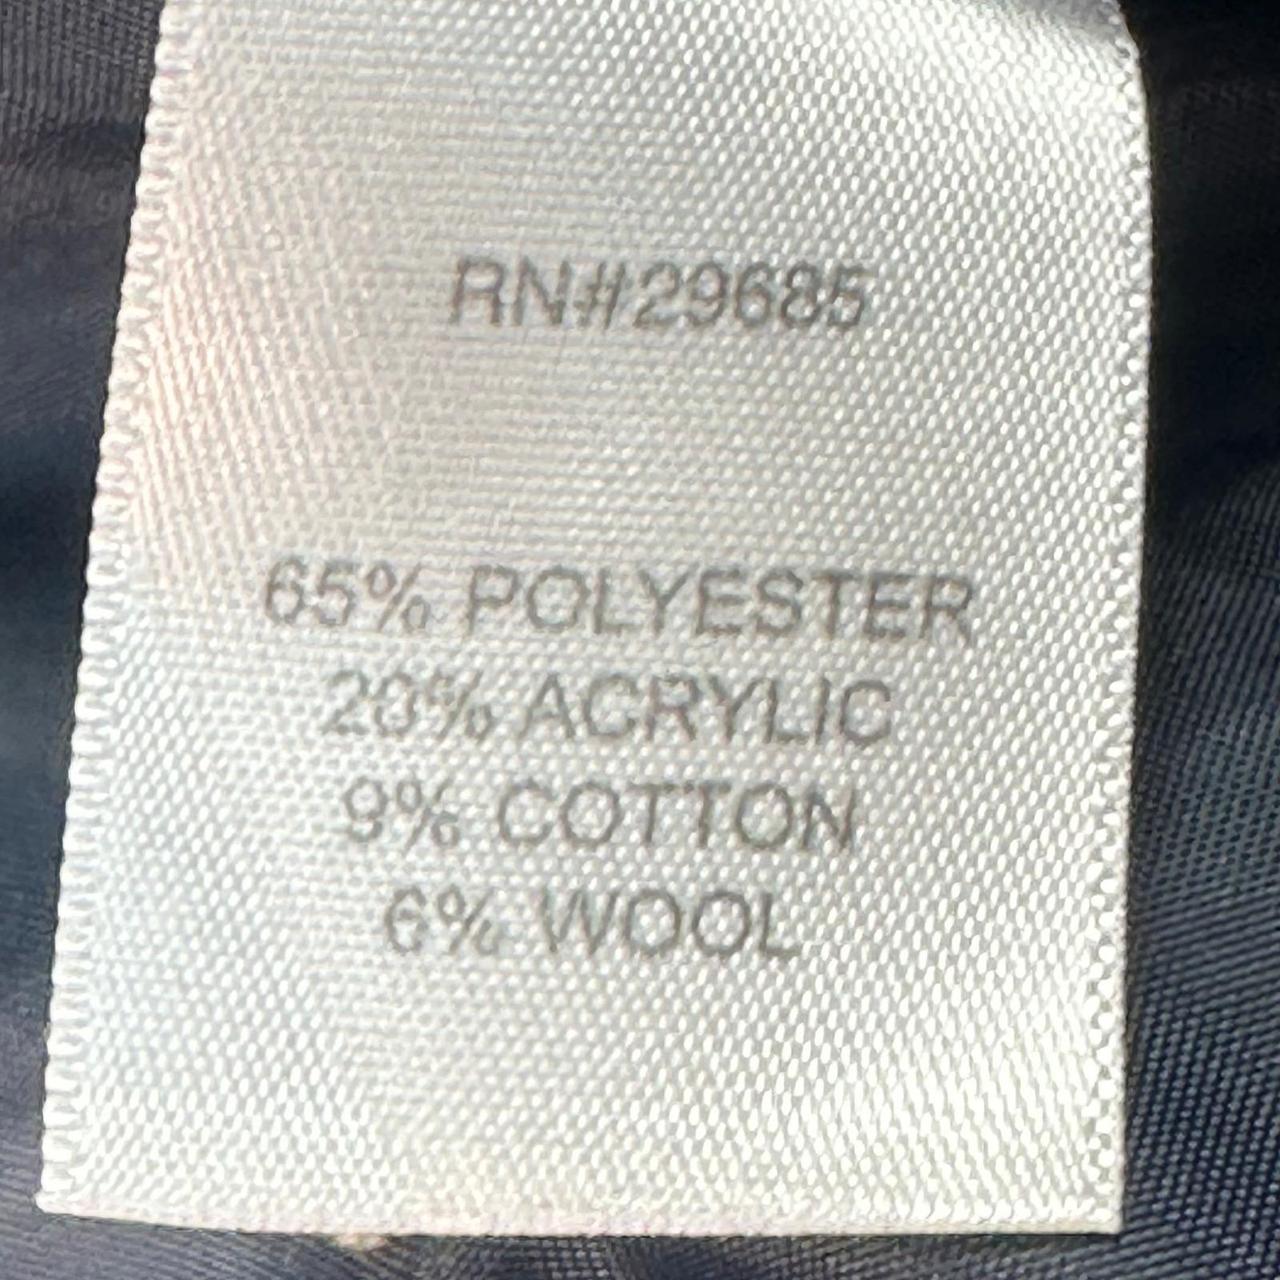 RN#29685
65% POLYESTER
20% ACRYLIC
9% COTTON
6% WOOL